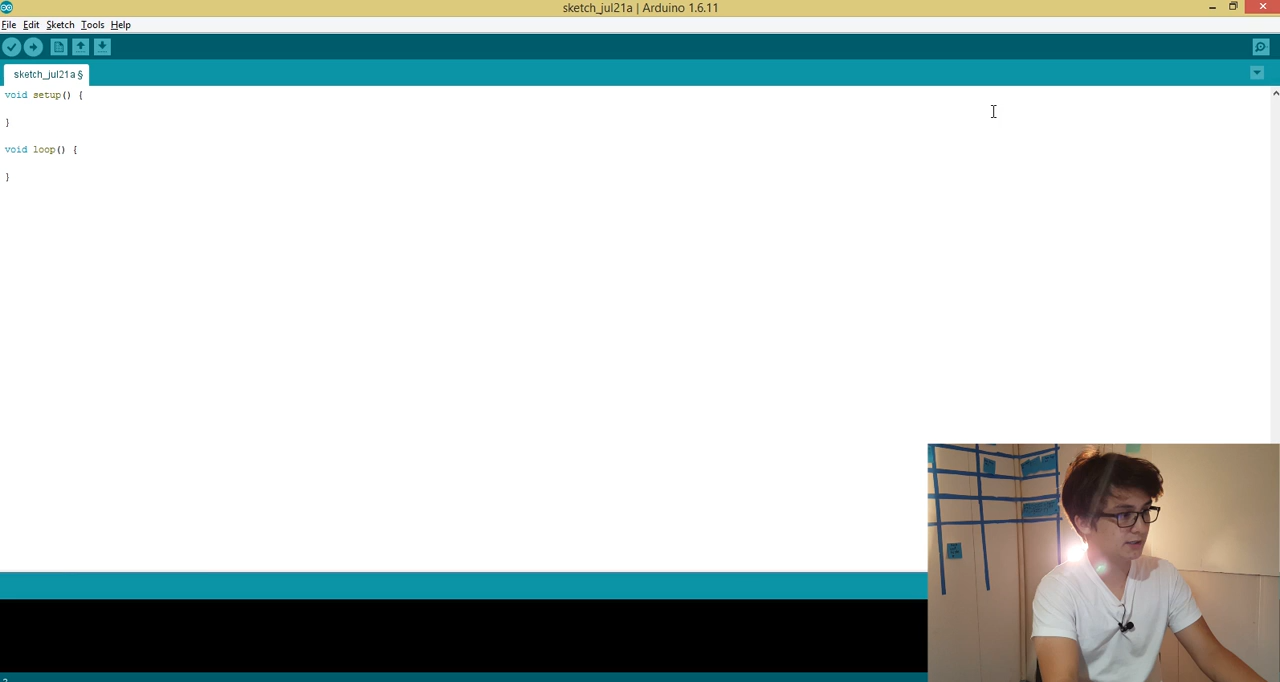 sketch_jul21a | Arduino 1.6.11
File Edit Sketch Tools Help
sketch_jul21a §
void setup() {
}
void loop() {
}